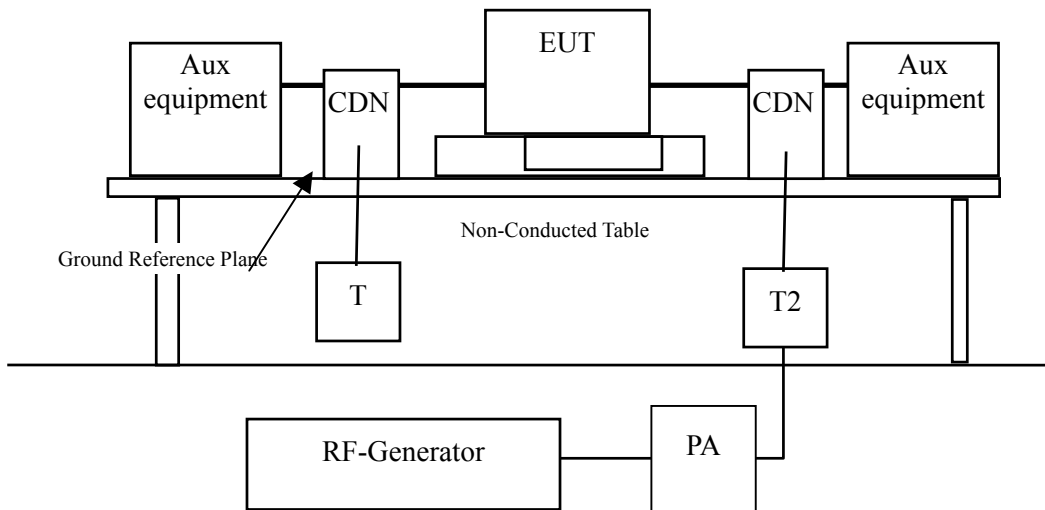 EUT
Aux
equipment
CDN
CDN
Aux
equipment
Non-Conducted Table
Ground Reference Plane
T
T2
RF-Generator
PA